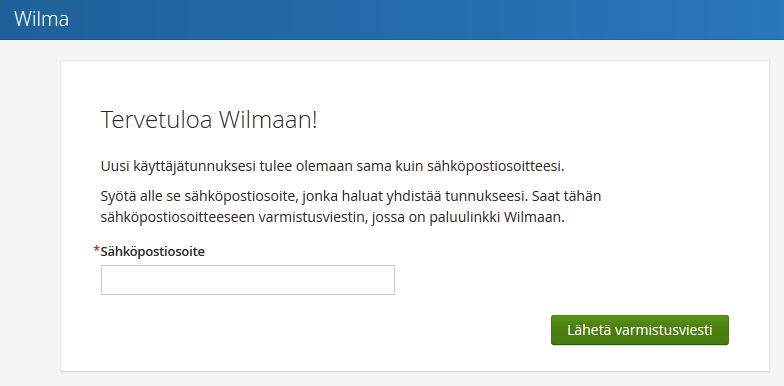 Wilma
Tervetuloa Wilmaan!
Uusi käyttäjätunnuksesi tulee olemaan sama kuin sähköpostiosoitteesi.
Syötä alle se sähköpostiosoite, jonka haluat yhdistää tunnukseesi. Saat tähän
sähköpostiosoitteeseen varmistusviestin, jossa on paluulinkki Wilmaan.
*Sähköpostiosoite
Lähetä varmistusviesti